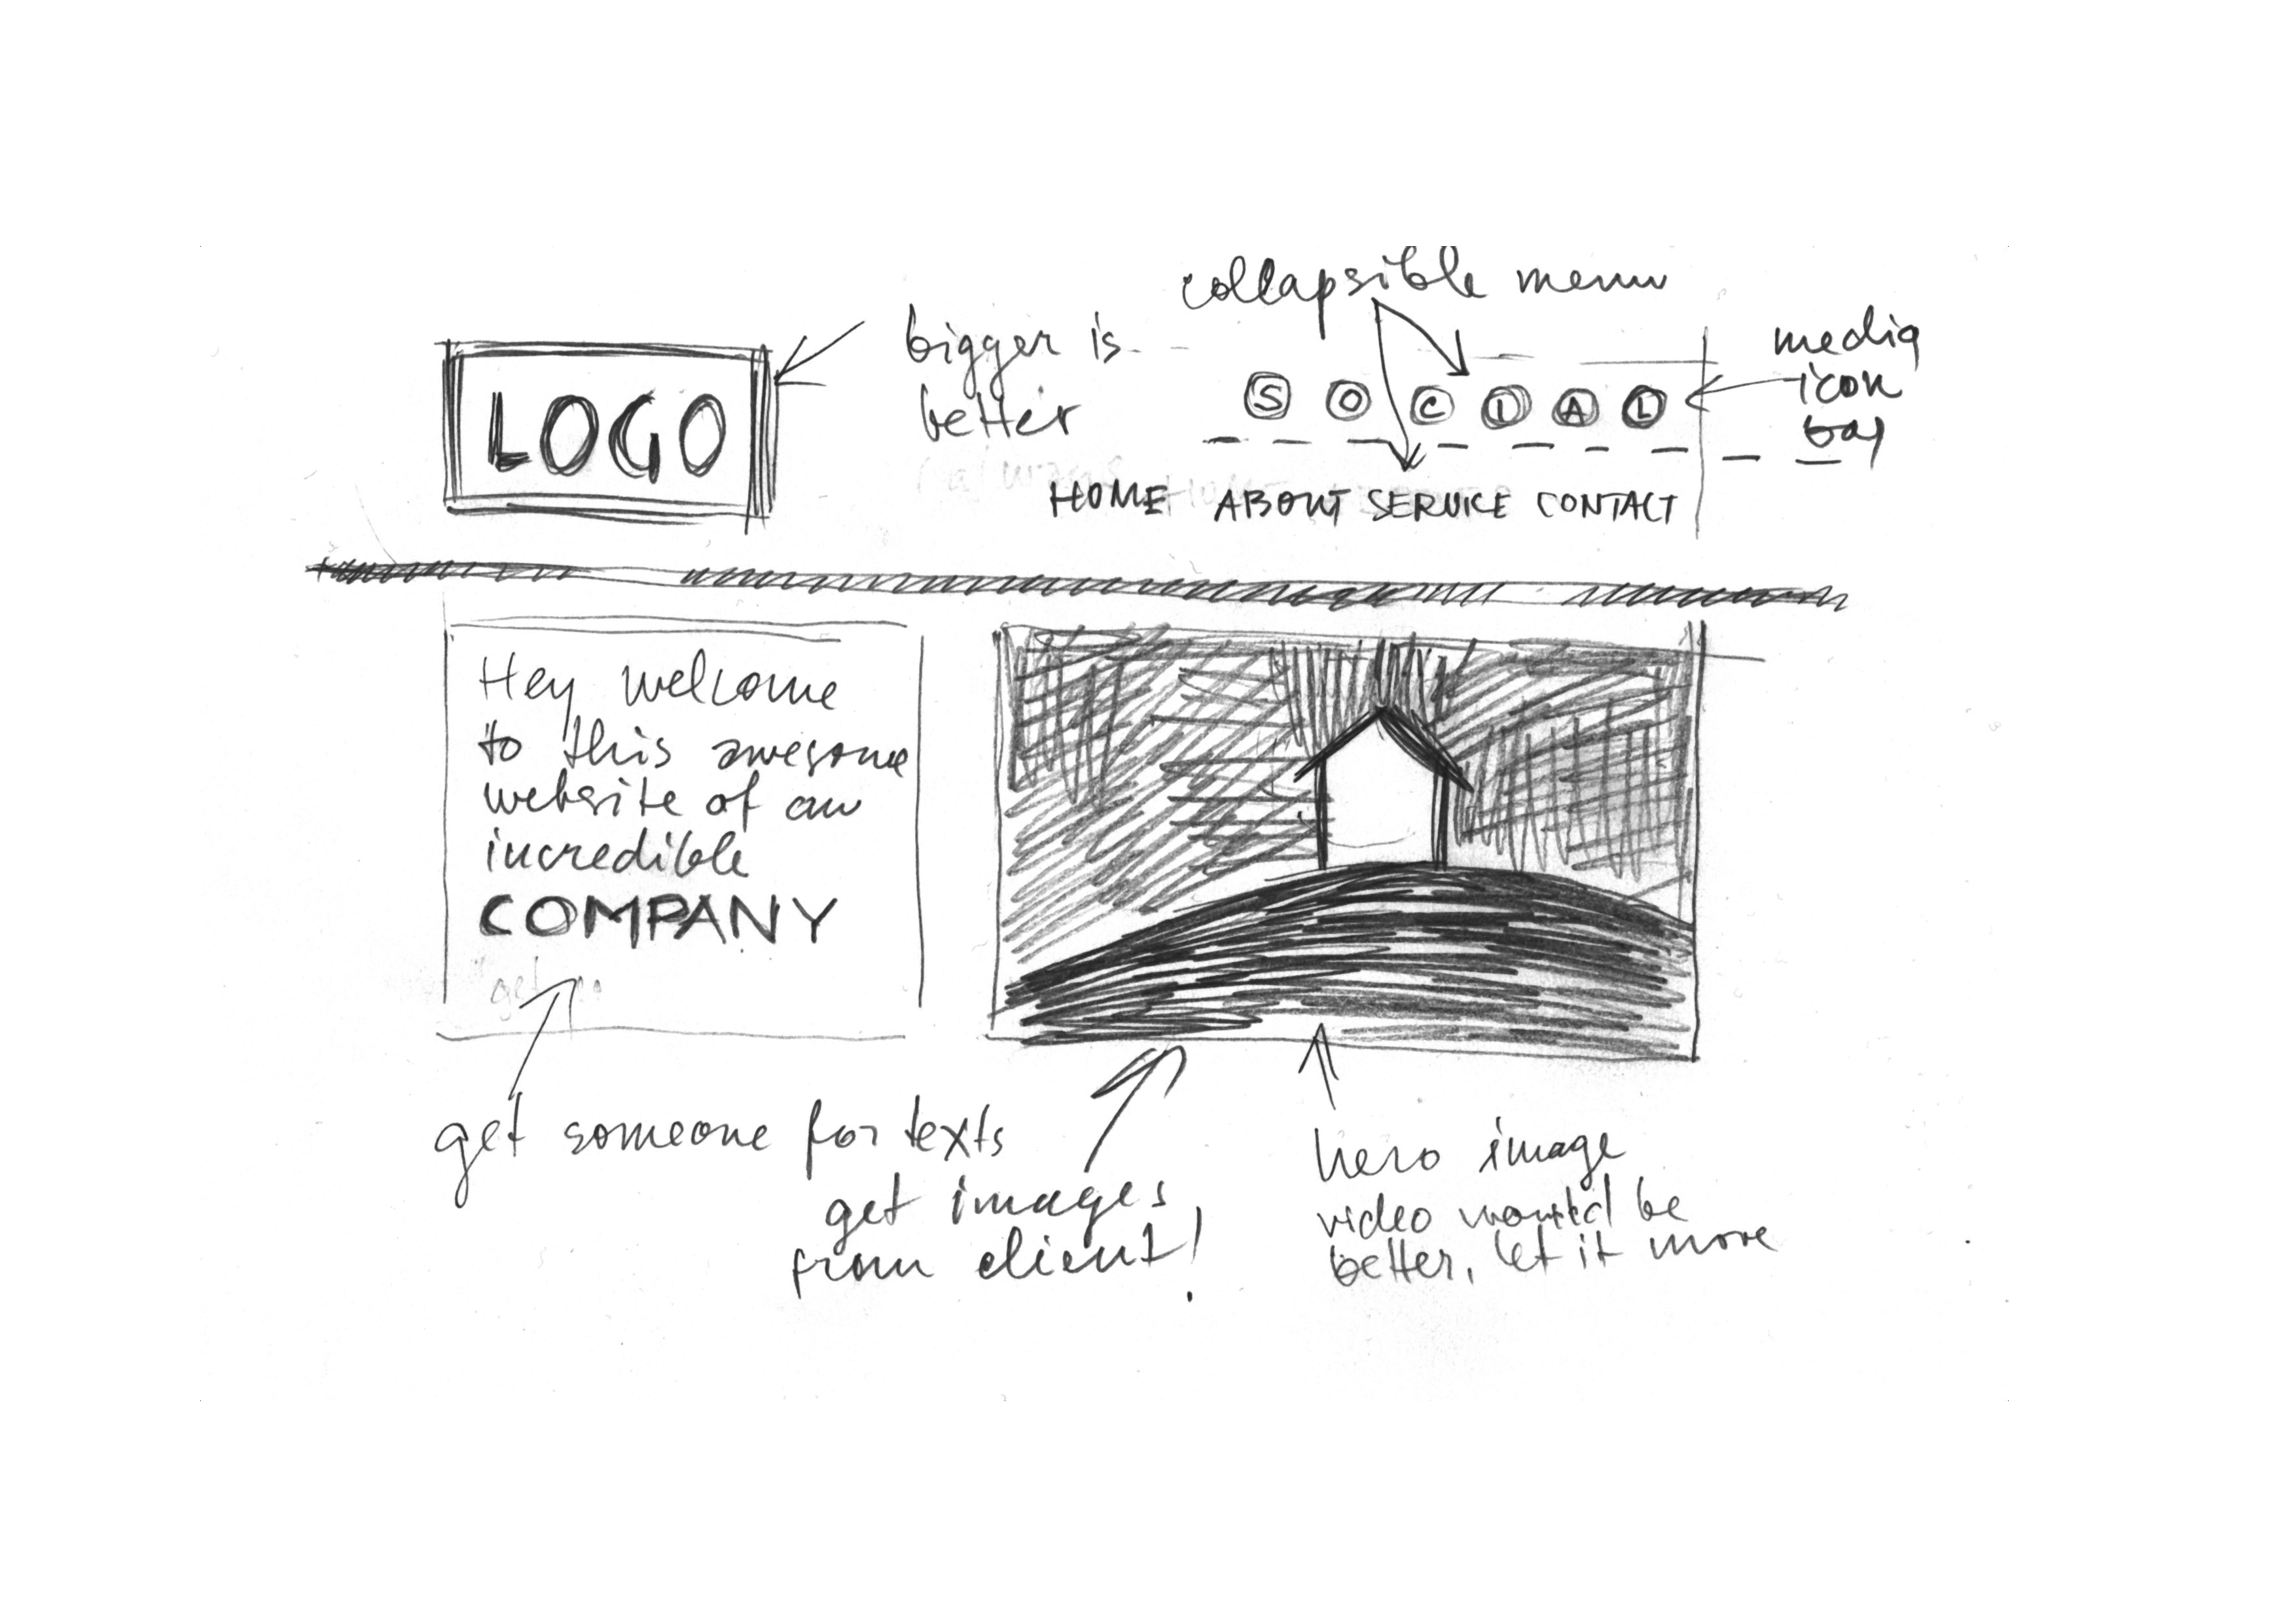 collapsible menu
bigger is
better
LOGO
S O C I A L
media
icon
bar
HOME ABOUT SERVICE CONTACT
Hey welcome
to this awesome
website of an
incredible
COMPANY
get
get someone for texts
get images
from client!
hero image
video would be
better, let it move